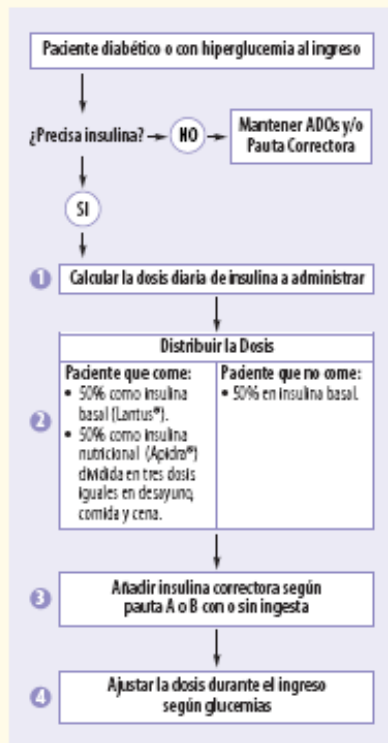 Paciente diabético o con hiperglucemia al ingreso
¿Precisa insulina?
NO
Mantener ADOs y/o
Pauta Correctora
SI
1
Calcular la dosis diaria de insulina a administrar
2
Distribuir la Dosis
Paciente que come:
• 50% como insulina
basal (Lantus®).
• 50% como insulina
nutricional (Apidra®)
dividida en tres dosis
iguales en desayuno,
comida y cena.
Paciente que no come:
• 50% en insulina basal.
3
Añadir insulina correctora según
pauta A o B con o sin ingesta
4
Ajustar la dosis durante el ingreso
según glucemias